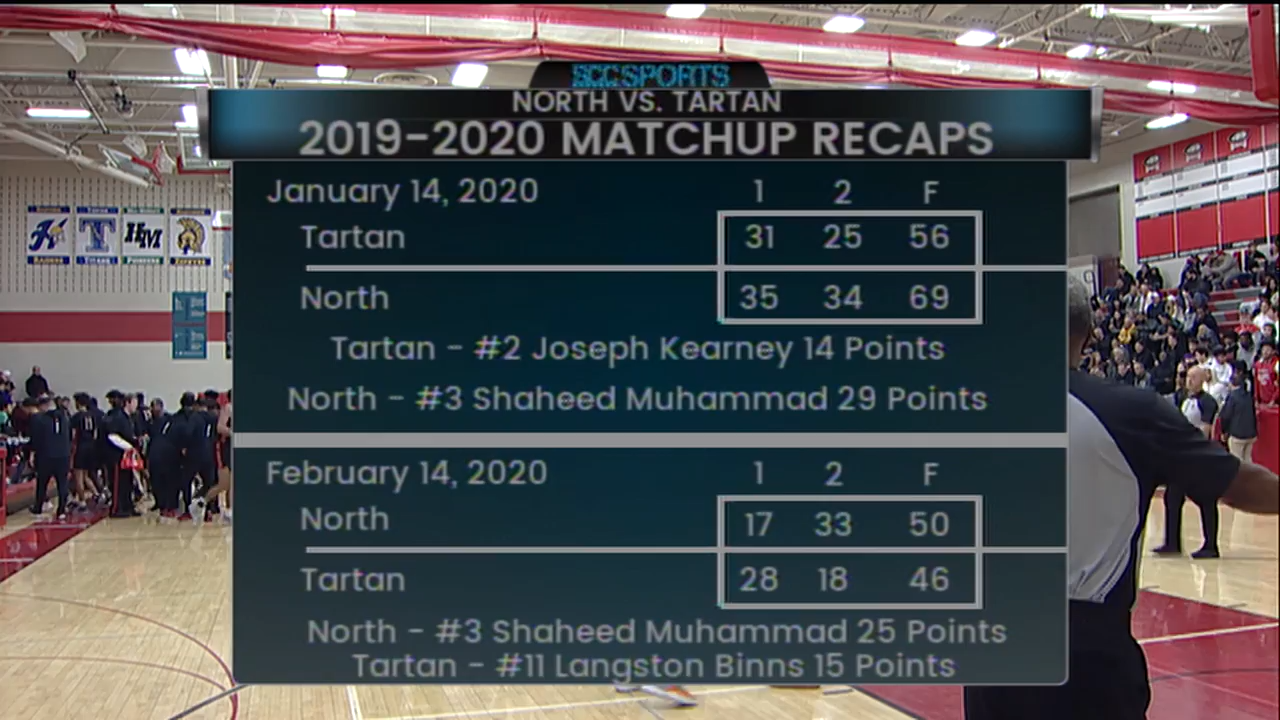 SCC SPORTS
NORTH VS. TARTAN
2019-2020 MATCHUP RECAPS
January 14, 2020 1 2 F
Tartan 31 25 56
North 35 34 69
Tartan - #2 Joseph Kearney 14 Points
North - #3 Shaheed Muhammad 29 Points
February 14, 2020 1 2 F
North 17 33 50
Tartan 28 18 46
North - #3 Shaheed Muhammad 25 Points
Tartan - #11 Langston Binns 15 Points
T
HM